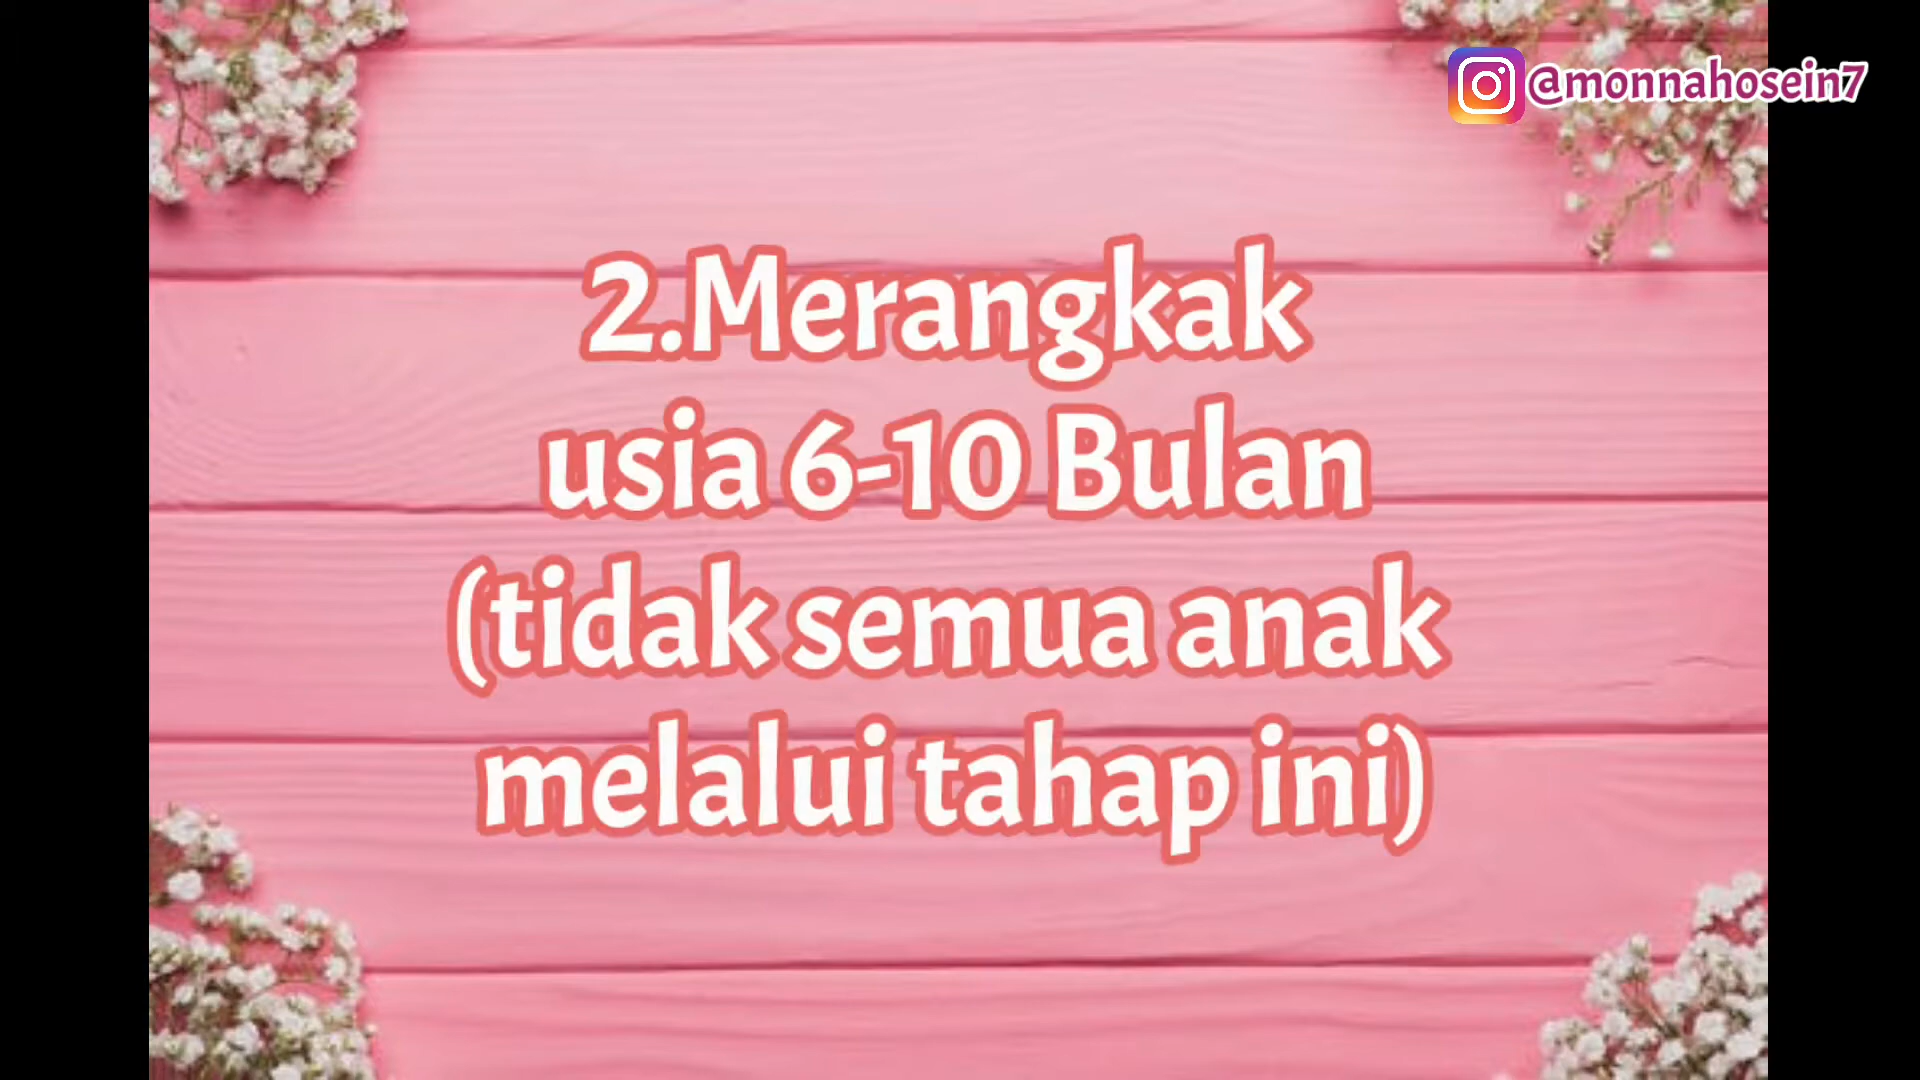 @monnahosein7
2.Merangkak
usia 6-10 Bulan
(tidak semua anak
melalui tahap ini)